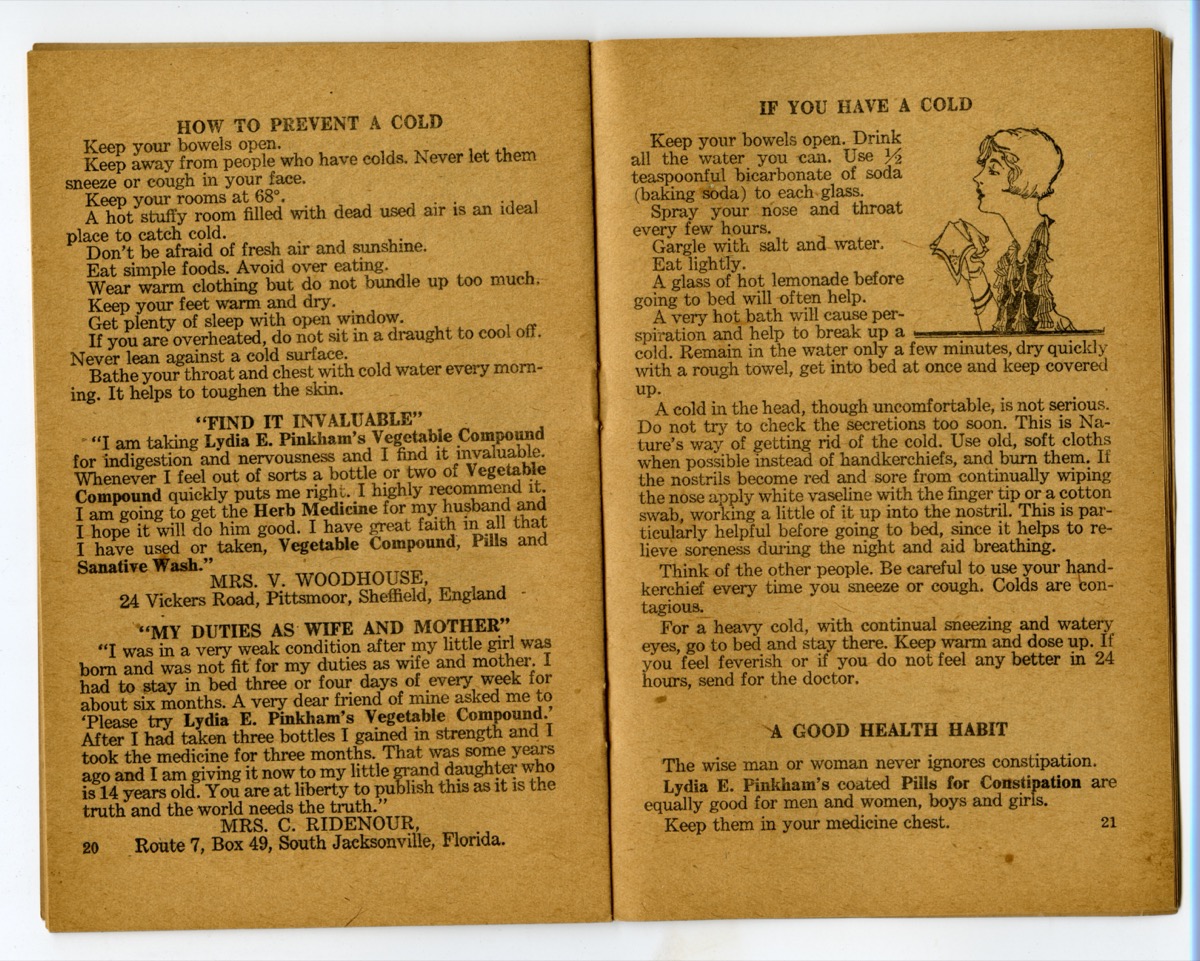 HOW TO PREVENT A COLD
Keep your bowels open.
Keep away from people who have colds. Never let them
sneeze or cough in your face.
Keep your rooms at 68°.
A hot stuffy room filled with dead used air is an ideal
place to catch cold.
Don't be afraid of fresh air and sunshine.
Eat simple foods. Avoid over eating.
Wear warm clothing but do not bundle up too much.
Keep your feet warm and dry.
Get plenty of sleep with open window.
If you are overheated, do not sit in a draught to cool off.
Never lean against a cold surface.
Bathe your throat and chest with cold water every morn-
ing. It helps to toughen the skin.
"FIND IT INVALUABLE"
"I am taking Lydia E. Pinkham's Vegetable Compound
for indigestion and nervousness and I find it invaluable.
Whenever I feel out of sorts a bottle or two of Vegetable
Compound quickly puts me right. I highly recommend it.
I am going to get the Herb Medicine for my husband and
I hope it will do him good. I have great faith in all that
I have used or taken, Vegetable Compound, Pills and
Sanative Wash."
MRS. V. WOODHOUSE,
24 Vickers Road, Pittsmoor, Sheffield, England
"MY DUTIES AS WIFE AND MOTHER"
"I was in a very weak condition after my little girl was
born and was not fit for my duties as wife and mother. I
had to stay in bed three or four days of every week for
about six months. A very dear friend of mine asked me to
'Please try Lydia E. Pinkham's Vegetable Compound.'
After I had taken three bottles I gained in strength and I
took the medicine for three months. That was some years
ago and I am giving it now to my little grand daughter who
is 14 years old. You are at liberty to publish this as it is the
truth and the world needs the truth."
MRS. C. RIDENOUR,
20 Route 7, Box 49, South Jacksonville, Florida.
IF YOU HAVE A COLD
Keep your bowels open. Drink
all the water you can. Use ½
teaspoonful bicarbonate of soda
(baking soda) to each glass.
Spray your nose and throat
every few hours.
Gargle with salt and water.
Eat lightly.
A glass of hot lemonade before
going to bed will often help.
A very hot bath will cause per-
spiration and help to break up a
cold. Remain in the water only a few minutes, dry quickly
with a rough towel, get into bed at once and keep covered
up.
A cold in the head, though uncomfortable, is not serious.
Do not try to check the secretions too soon. This is Na-
ture's way of getting rid of the cold. Use old, soft cloths
when possible instead of handkerchiefs, and burn them. If
the nostrils become red and sore from continually wiping
the nose apply white vaseline with the finger tip or a cotton
swab, working a little of it up into the nostril. This is par-
ticularly helpful before going to bed, since it helps to re-
lieve soreness during the night and aid breathing.
Think of the other people. Be careful to use your hand-
kerchief every time you sneeze or cough. Colds are con-
tagious.
For a heavy cold, with continual sneezing and watery
eyes, go to bed and stay there. Keep warm and dose up. If
you feel feverish or if you do not feel any better in 24
hours, send for the doctor.
A GOOD HEALTH HABIT
The wise man or woman never ignores constipation.
Lydia E. Pinkham's coated Pills for Constipation are
equally good for men and women, boys and girls.
Keep them in your medicine chest. 21